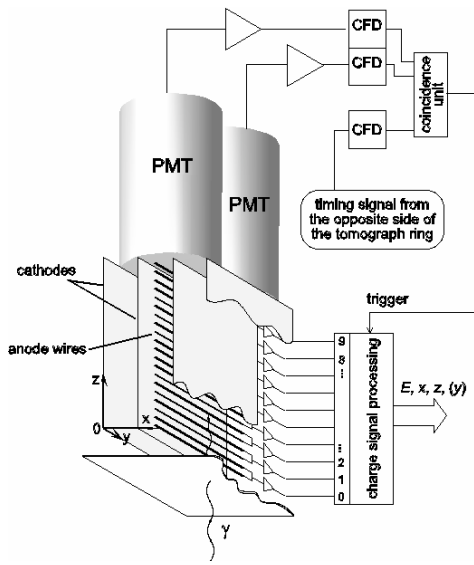 CFD
CFD
CFD
coincidence
unit
PMT
PMT
timing signal from
the opposite side of
the tomograph ring
cathodes
anode wires
trigger
z
x
0
y
9
8
⋮
⋮
2
1
0
charge signal processing
E, x, z, (y)
γ